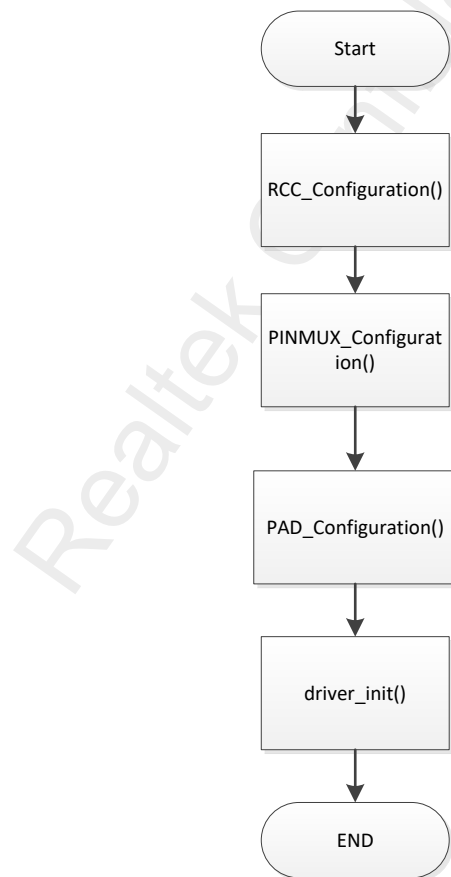 Start
RCC_Configuration()
PINMUX_Configurat
ion()
PAD_Configuration()
driver_init()
END
Realtek